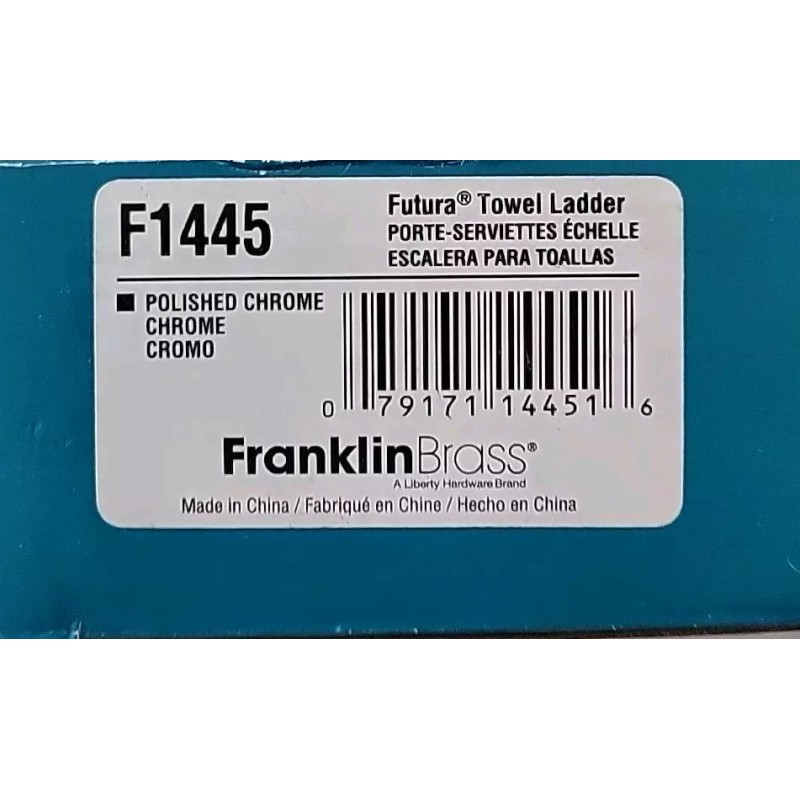 F1445
Futura® Towel Ladder
PORTE-SERVIETTES ÉCHELLE
ESCALERA PARA TOALLAS
POLISHED CHROME
CHROME
CROMO
0 79171 14451 6
FranklinBrass®
A Liberty Hardware Brand
Made in China / Fabriqué en Chine / Hecho en China